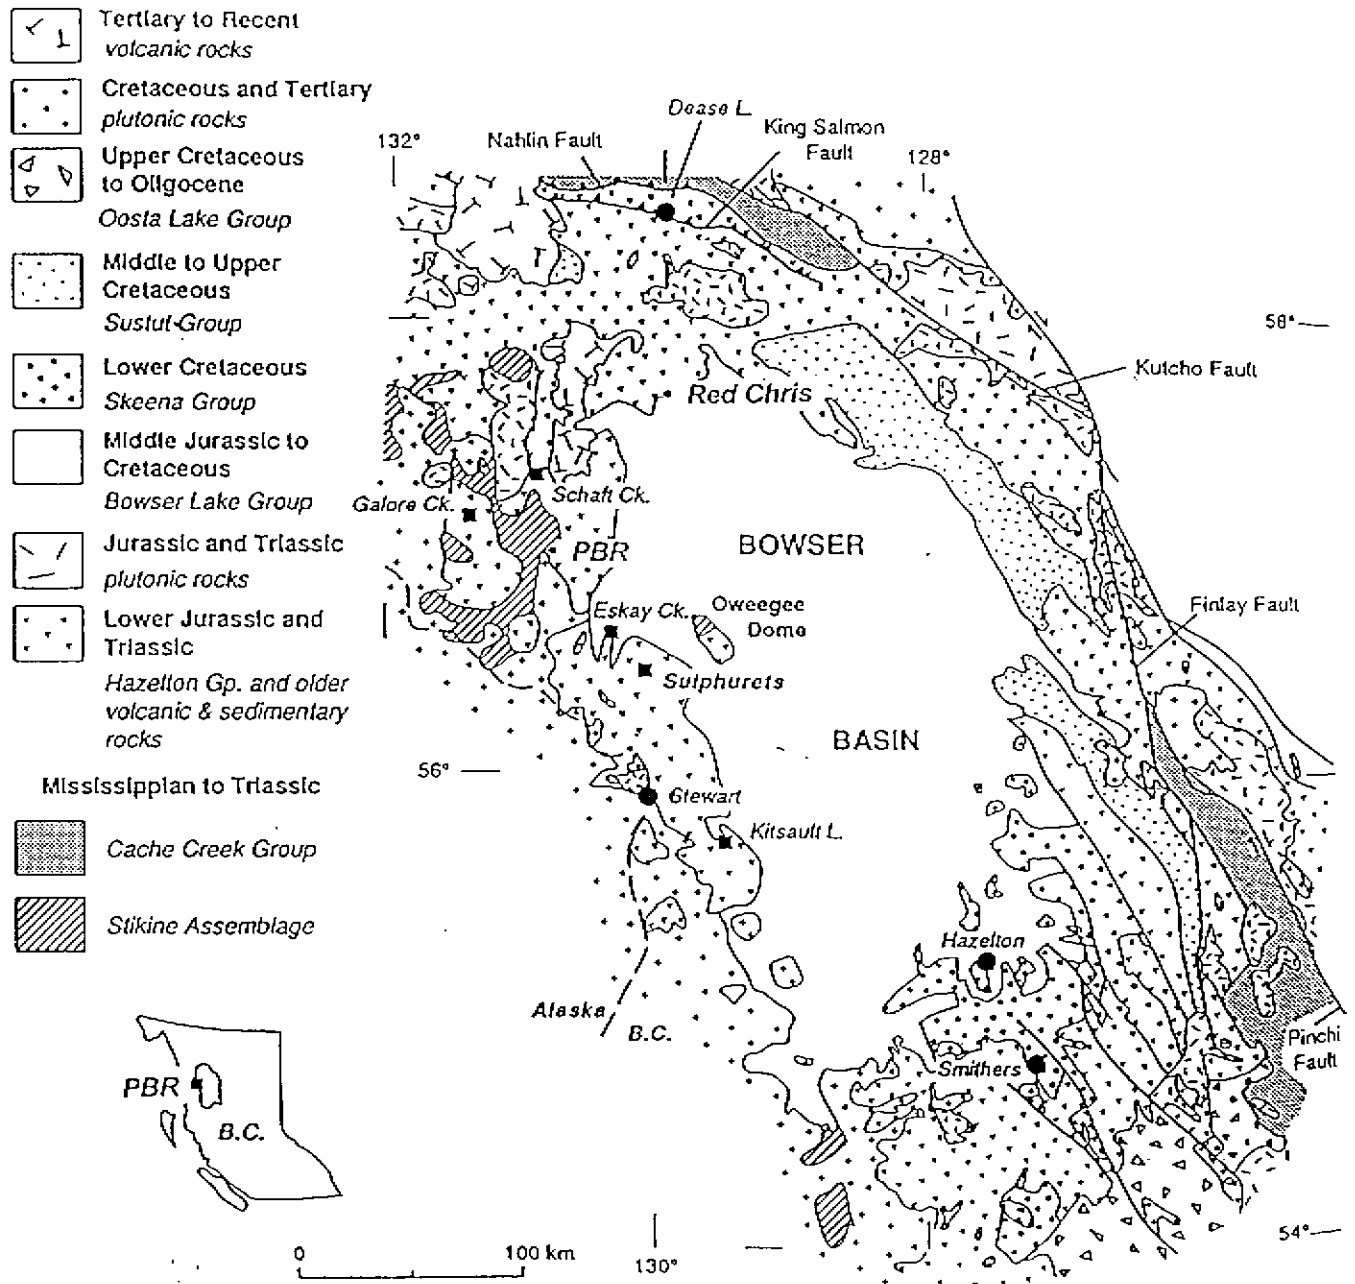 Tertiary to Recent
volcanic rocks
Cretaceous and Tertiary
plutonic rocks
Upper Cretaceous
to Oligocene
Oosta Lake Group
Middle to Upper
Cretaceous
Sustut-Group
Lower Cretaceous
Skeena Group
Middle Jurassic to
Cretaceous
Bowser Lake Group
Jurassic and Triassic
plutonic rocks
Lower Jurassic and
Triassic
Hazelton Gp. and older
volcanic & sedimentary
rocks
Mississippian to Triassic
Cache Creek Group
Stikine Assemblage
132°
Nahlin Fault
Dease L.
King Salmon
Fault
128°
58°
Kutcho Fault
Red Chris
Schaft Ck.
Galore Ck.
PBR
BOWSER
Eskay Ck.
Oweegee
Dome
Finlay Fault
Sulphurets
BASIN
56°
Stewart
Kitsault L.
Hazelton
Alaska
B.C.
Smithers
Pinchi
Fault
PBR
B.C.
54°
0
100 km
130°